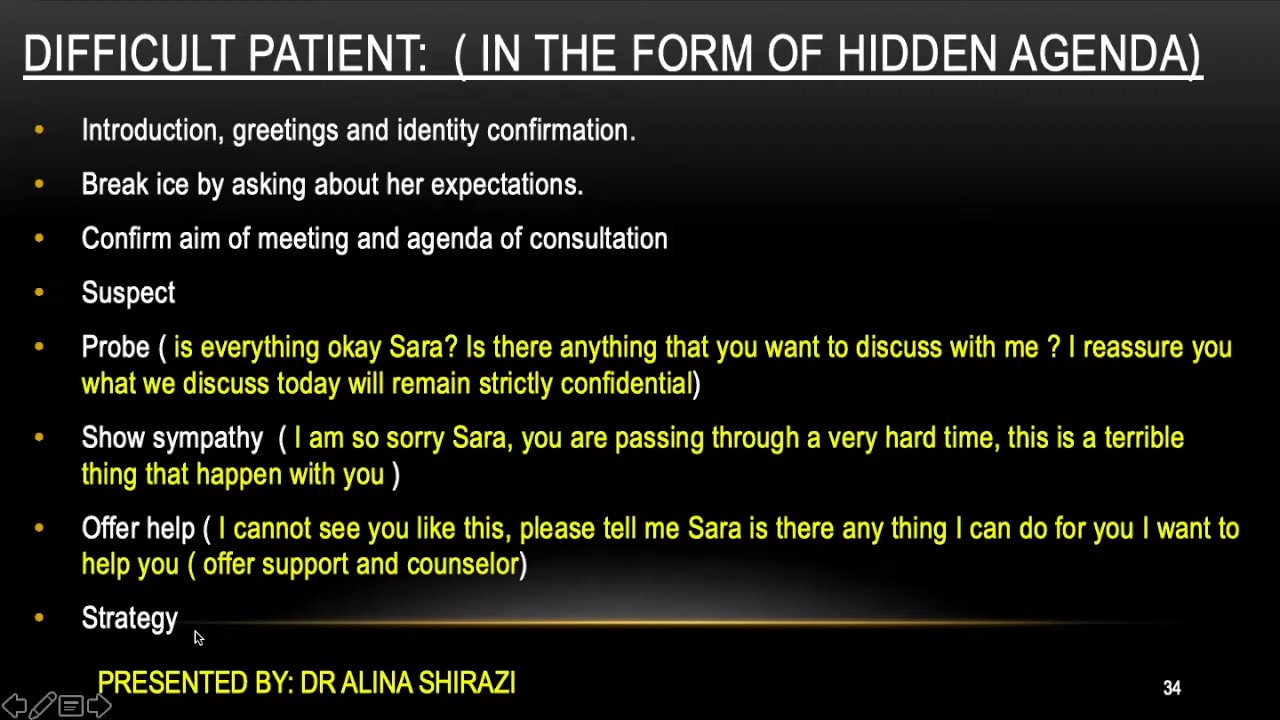 DIFFICULT PATIENT: ( IN THE FORM OF HIDDEN AGENDA)
• Introduction, greetings and identity confirmation.
• Break ice by asking about her expectations.
• Confirm aim of meeting and agenda of consultation
• Suspect
• Probe ( is everything okay Sara? Is there anything that you want to discuss with me ? I reassure you
what we discuss today will remain strictly confidential)
• Show sympathy ( I am so sorry Sara, you are passing through a very hard time, this is a terrible
thing that happen with you )
• Offer help ( I cannot see you like this, please tell me Sara is there any thing I can do for you I want to
help you ( offer support and counselor)
• Strategy
PRESENTED BY: DR ALINA SHIRAZI
34